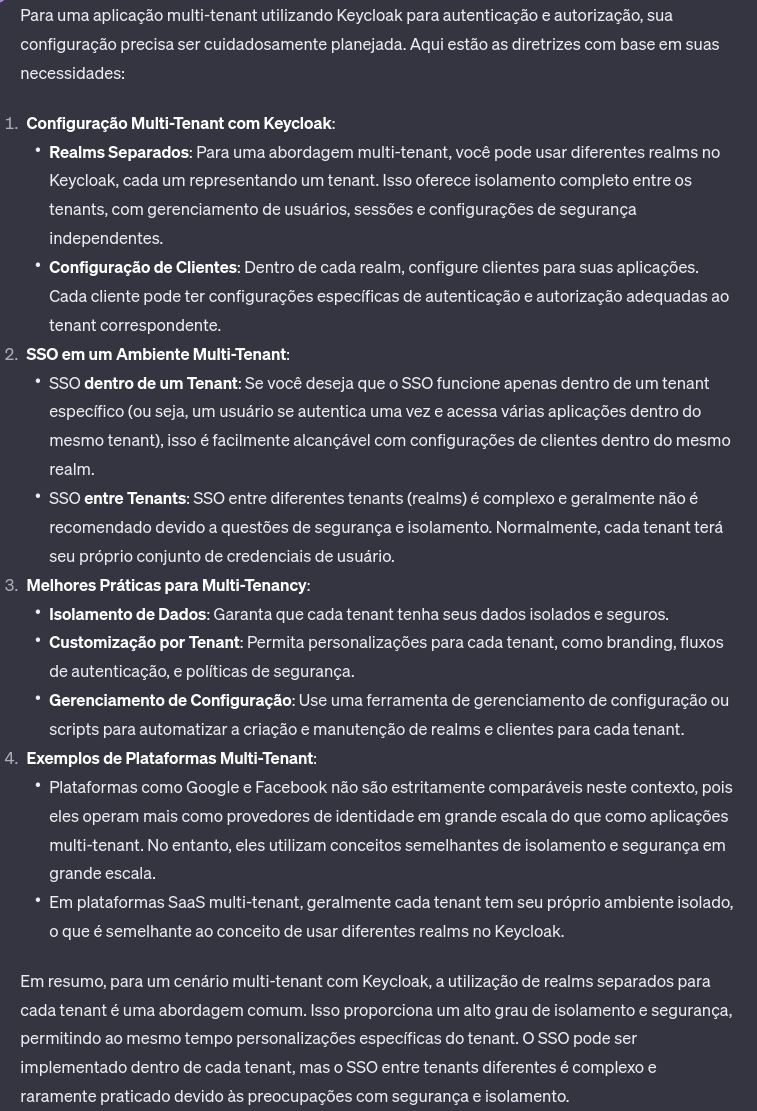 Para uma aplicação multi-tenant utilizando Keycloak para autenticação e autorização, sua
configuração precisa ser cuidadosamente planejada. Aqui estão as diretrizes com base em suas
necessidades:
1. Configuração Multi-Tenant com Keycloak:
• Realms Separados: Para uma abordagem multi-tenant, você pode usar diferentes realms no
Keycloak, cada um representando um tenant. Isso oferece isolamento completo entre os
tenants, com gerenciamento de usuários, sessões e configurações de segurança
independentes.
• Configuração de Clientes: Dentro de cada realm, configure clientes para suas aplicações.
Cada cliente pode ter configurações específicas de autenticação e autorização adequadas ao
tenant correspondente.
2. SSO em um Ambiente Multi-Tenant:
• SSO dentro de um Tenant: Se você deseja que o SSO funcione apenas dentro de um tenant
específico (ou seja, um usuário se autentica uma vez e acessa várias aplicações dentro do
mesmo tenant), isso é facilmente alcançável com configurações de clientes dentro do mesmo
realm.
• SSO entre Tenants: SSO entre diferentes tenants (realms) é complexo e geralmente não é
recomendado devido a questões de segurança e isolamento. Normalmente, cada tenant terá
seu próprio conjunto de credenciais de usuário.
3. Melhores Práticas para Multi-Tenancy:
• Isolamento de Dados: Garanta que cada tenant tenha seus dados isolados e seguros.
• Customização por Tenant: Permita personalizações para cada tenant, como branding, fluxos
de autenticação, e políticas de segurança.
• Gerenciamento de Configuração: Use uma ferramenta de gerenciamento de configuração ou
scripts para automatizar a criação e manutenção de realms e clientes para cada tenant.
4. Exemplos de Plataformas Multi-Tenant:
• Plataformas como Google e Facebook não são estritamente comparáveis neste contexto, pois
eles operam mais como provedores de identidade em grande escala do que como aplicações
multi-tenant. No entanto, eles utilizam conceitos semelhantes de isolamento e segurança em
grande escala.
• Em plataformas SaaS multi-tenant, geralmente cada tenant tem seu próprio ambiente isolado,
o que é semelhante ao conceito de usar diferentes realms no Keycloak.
Em resumo, para um cenário multi-tenant com Keycloak, a utilização de realms separados para
cada tenant é uma abordagem comum. Isso proporciona um alto grau de isolamento e segurança,
permitindo ao mesmo tempo personalizações específicas do tenant. O SSO pode ser
implementado dentro de cada tenant, mas o SSO entre tenants diferentes é complexo e
raramente praticado devido às preocupações com segurança e isolamento.